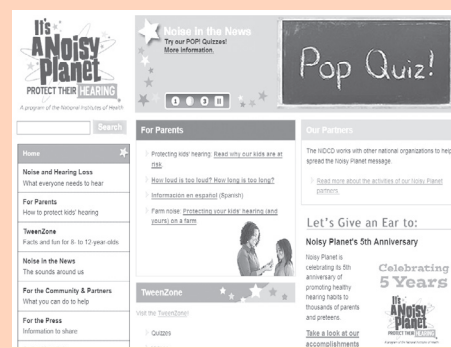 It's
A Noisy
Planet
PROTECT THEIR HEARING
A program of the National Institutes of Health
Search
Home
Noise and Hearing Loss
What everyone needs to hear
For Parents
How to protect kids' hearing
TweenZone
Facts and fun for 8- to 12-year-olds
Noise in the News
The sounds around us
For the Community & Partners
What you can do to help
For the Press
Information to share
Noise in the News
Try our POP! Quizzes!
More information.
1 3 II
Pop Quiz!
For Parents
Protecting kids' hearing: Read why our kids are at
risk.
How loud is too loud? How long is too long?
Información en español (Spanish)
Farm noise: Protecting your kids' hearing (and
yours) on a farm
TweenZone
Visit the TweenZone!
Quizzes
Our Partners
The NIDCD works with other national organizations to help
spread the Noisy Planet message.
Read more about the activities of our Noisy Planet
partners.
Let's Give an Ear to:
Noisy Planet's 5th Anniversary
Noisy Planet is
celebrating its 5th
anniversary of
promoting healthy
hearing habits to
thousands of parents
and preteens.
Take a look at our
accomplishments
Celebrating
5 Years
It's
A Noisy
Planet
PROTECT THEIR HEARING